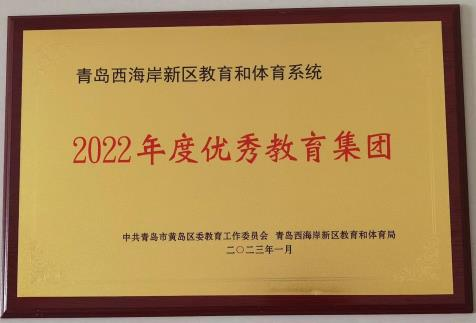 青岛西海岸新区教育和体育系统
2022年度优秀教育集团
中共青岛市黄岛区委教育工作委员会 青岛西海岸新区教育和体育局
二〇二三年一月